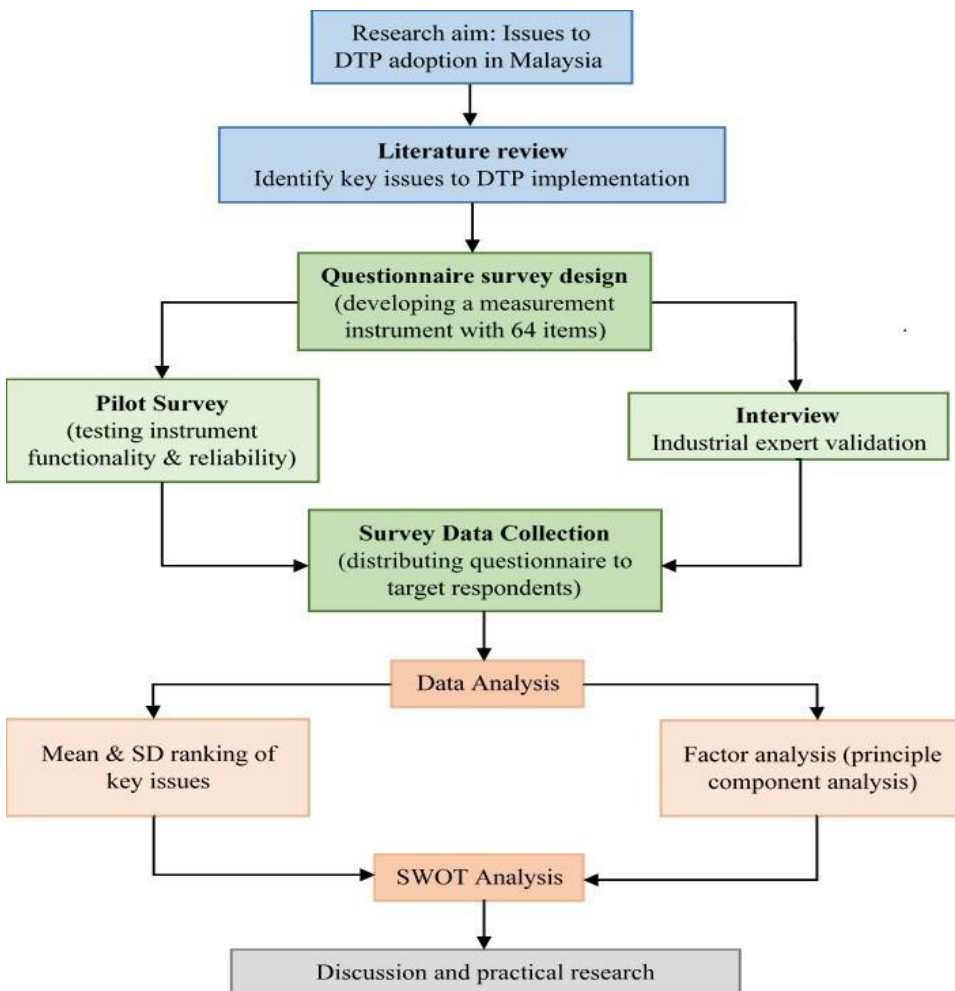 Research aim: Issues to
DTP adoption in Malaysia
Literature review
Identify key issues to DTP implementation
Questionnaire survey design
(developing a measurement
instrument with 64 items)
Pilot Survey
(testing instrument
functionality & reliability)
Interview
Industrial expert validation
Survey Data Collection
(distributing questionnaire to
target respondents)
Data Analysis
Mean & SD ranking of
key issues
Factor analysis (principle
component analysis)
SWOT Analysis
Discussion and practical research